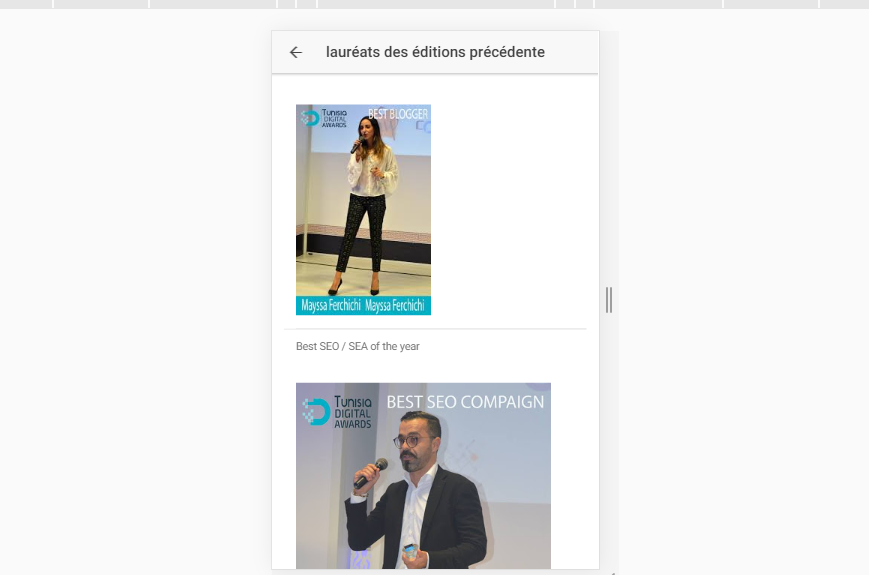 lauréats des éditions précédente
Tunisia
DIGITAL
AWARDS
BEST BLOGGER
Mayssa Ferchichi Mayssa Ferchichi
Best SEO / SEA of the year
Tunisia
DIGITAL
AWARDS
BEST SEO COMPAIGN